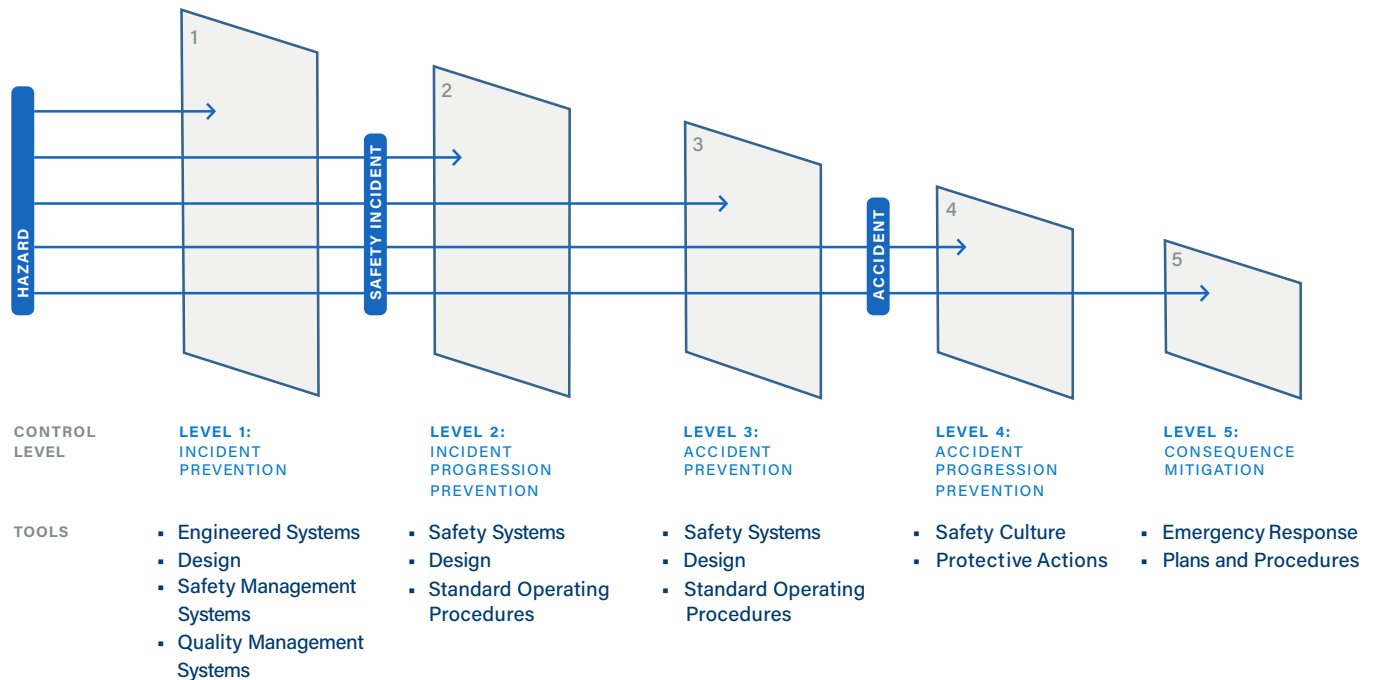 1
2
3
4
5
HAZARD
SAFETY INCIDENT
ACCIDENT
CONTROL
LEVEL
LEVEL 1:
INCIDENT
PREVENTION
LEVEL 2:
INCIDENT
PROGRESSION
PREVENTION
LEVEL 3:
ACCIDENT
PREVENTION
LEVEL 4:
ACCIDENT
PROGRESSION
PREVENTION
LEVEL 5:
CONSEQUENCE
MITIGATION
TOOLS
▪ Engineered Systems
▪ Design
▪ Safety Management
Systems
▪ Quality Management
Systems
▪ Safety Systems
▪ Design
▪ Standard Operating
Procedures
▪ Safety Systems
▪ Design
▪ Standard Operating
Procedures
▪ Safety Culture
▪ Protective Actions
▪ Emergency Response
▪ Plans and Procedures